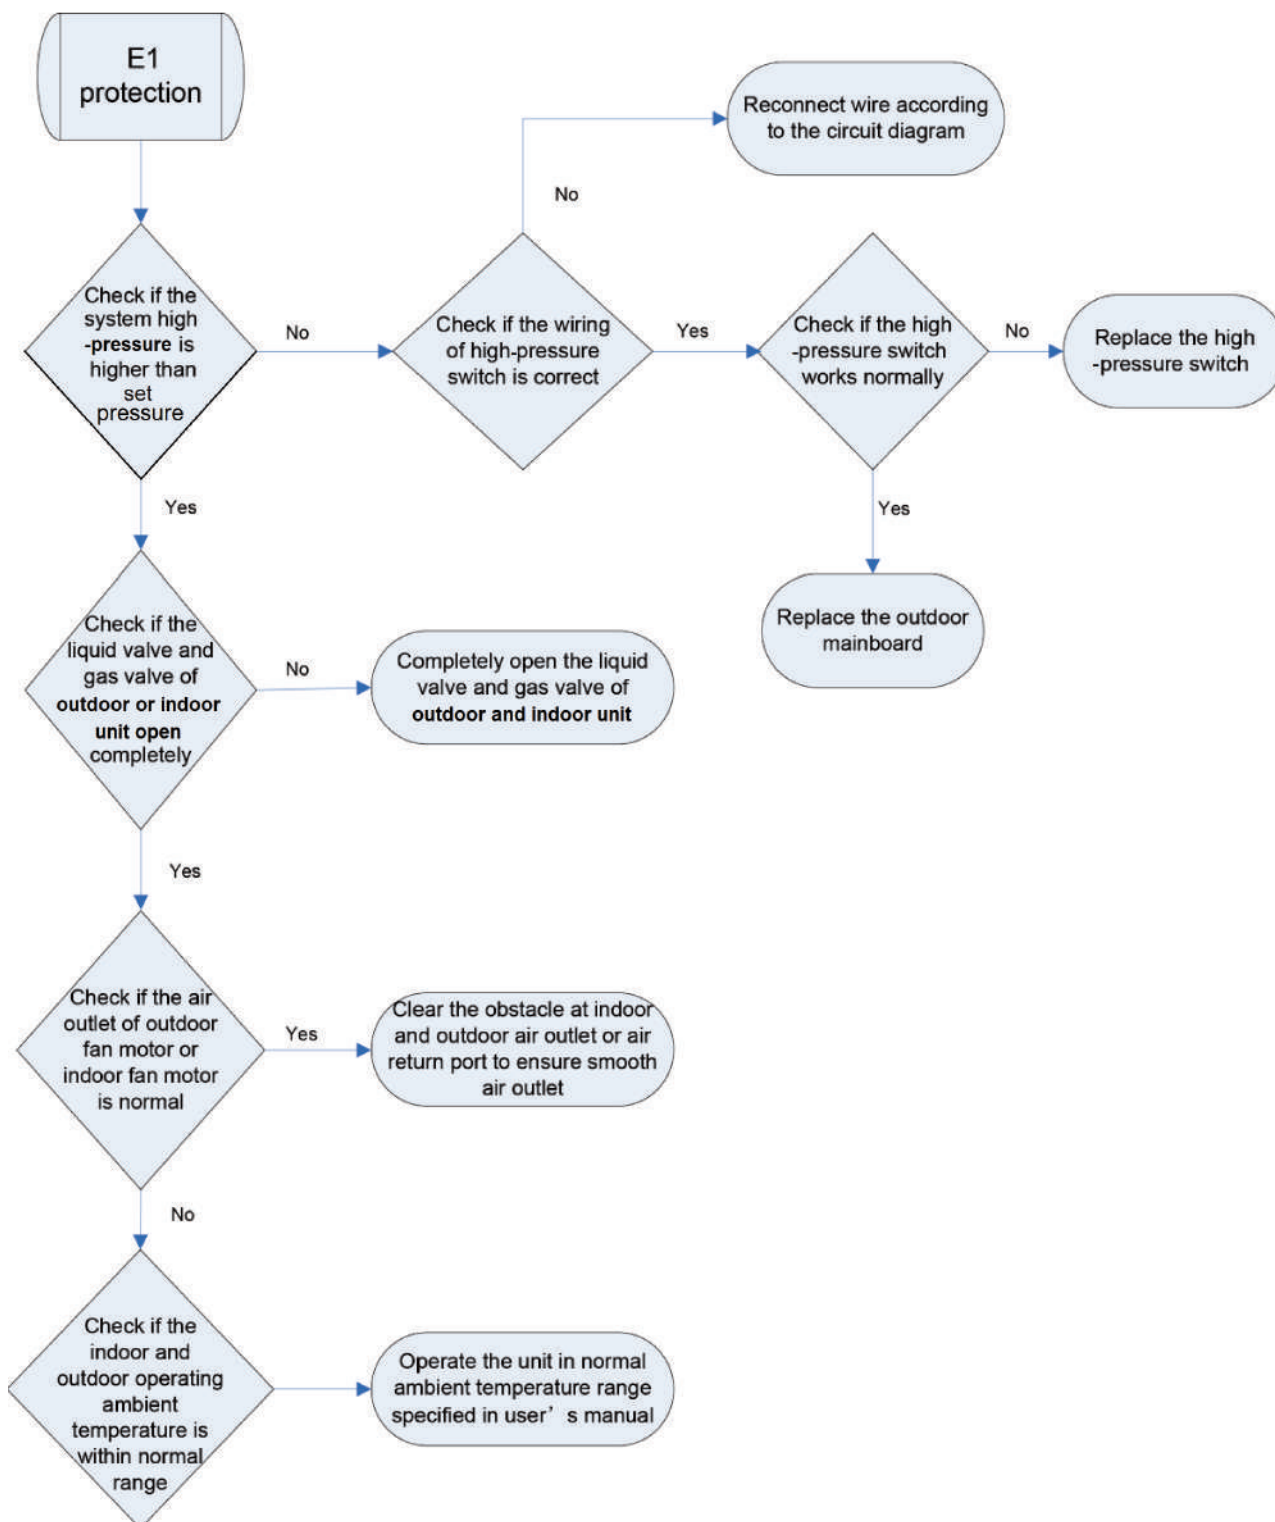 E1
protection
Reconnect wire according
to the circuit diagram
No
Check if the
system high
-pressure is
higher than
set
pressure
No
Check if the wiring
of high-pressure
switch is correct
Yes
Check if the high
-pressure switch
works normally
No
Replace the high
-pressure switch
Yes
Yes
Replace the outdoor
mainboard
Check if the
liquid valve and
gas valve of
outdoor or indoor
unit open
completely
No
Completely open the liquid
valve and gas valve of
outdoor and indoor unit
Yes
Check if the air
outlet of outdoor
fan motor or
indoor fan motor
is normal
Yes
Clear the obstacle at indoor
and outdoor air outlet or air
return port to ensure smooth
air outlet
No
Check if the
indoor and
outdoor operating
ambient
temperature is
within normal
range
Operate the unit in normal
ambient temperature range
specified in user’ s manual